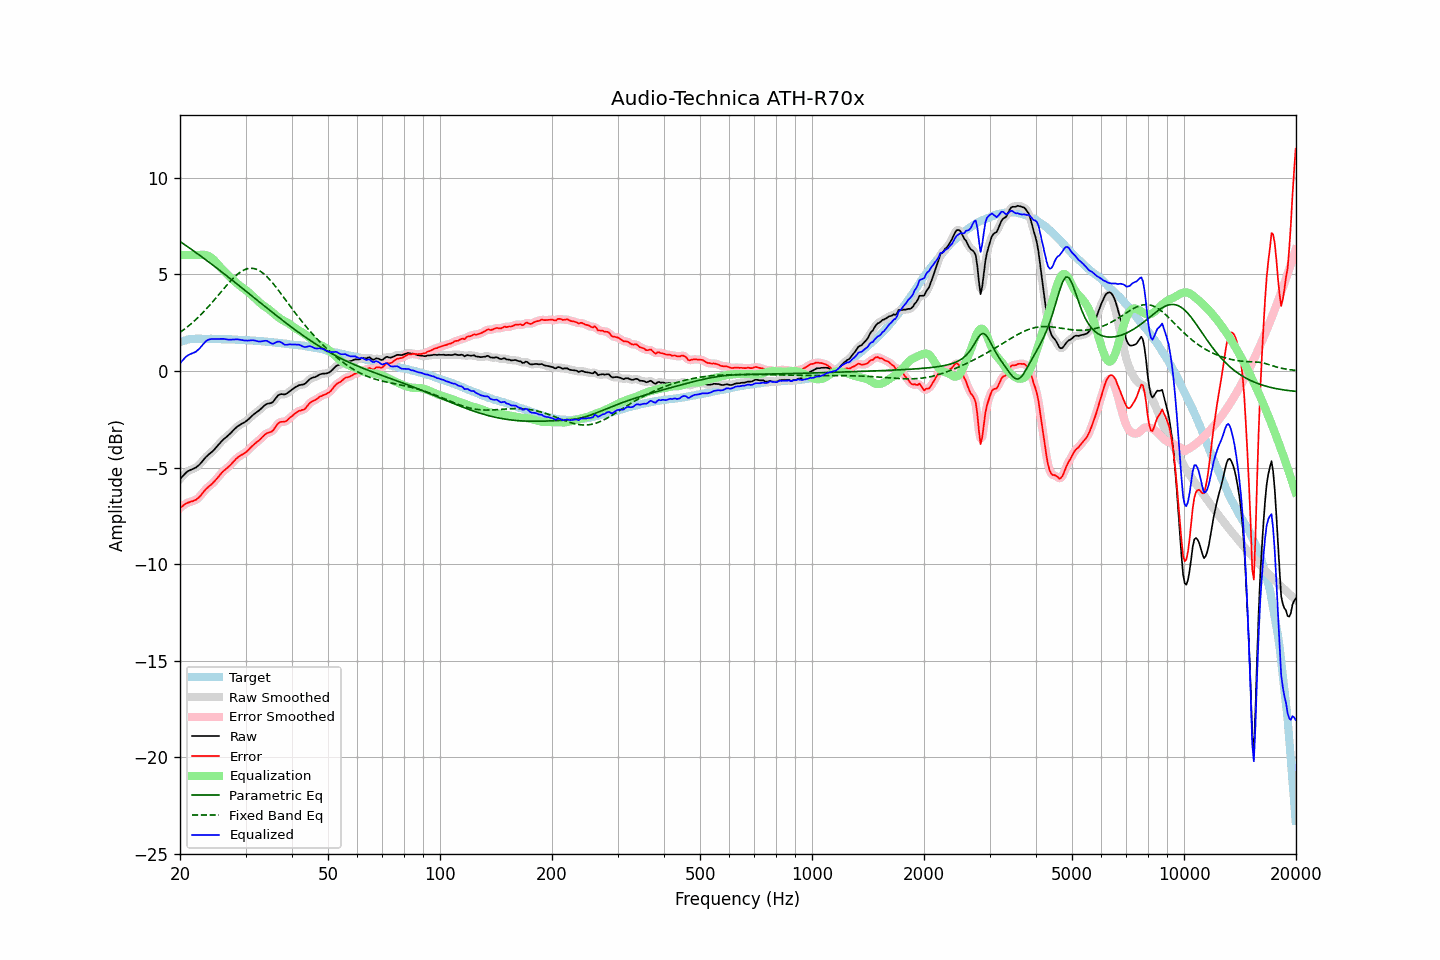 Audio-Technica ATH-R70x
Amplitude (dBr)
10
5
0
−5
−10
−15
−20
−25
Target
Raw Smoothed
Error Smoothed
Raw
Error
Equalization
Parametric Eq
Fixed Band Eq
Equalized
20 50 100 200 500 1000 2000 5000 10000 20000
Frequency (Hz)